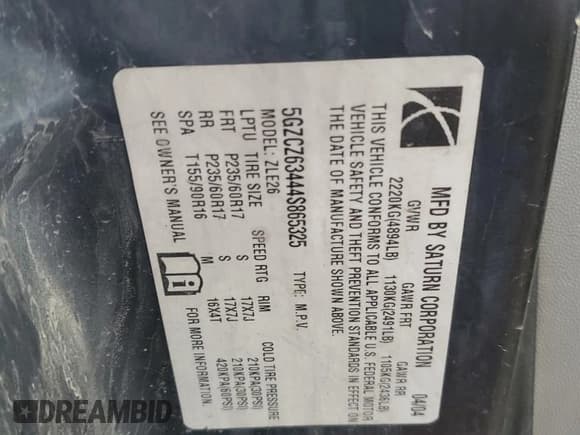 MFD BY SATURN CORPORATION 04/04
GVWR GAWR FRT GAWR RR
2220KG(4894LB) 1130KG(2491LB) 1105KG(2436LB)
THIS VEHICLE CONFORMS TO ALL APPLICABLE U.S. FEDERAL MOTOR
VEHICLE SAFETY AND THEFT PREVENTION STANDARDS IN EFFECT ON
THE DATE OF MANUFACTURE SHOWN ABOVE.
5GZCZ63444S865325 TYPE: M.P.V.
MODEL: ZLE26
LPTU TIRE SIZE SPEED RTG RIM COLD TIRE PRESSURE
FRT P235/60R17 S 17X7J 210KPA(30PSI)
RR P235/60R17 S 17X7J 210KPA(30PSI)
SPA T155/90R16 M 16X4T 420KPA(60PSI)
SEE OWNER'S MANUAL FOR MORE INFORMATION.
DREAMBID